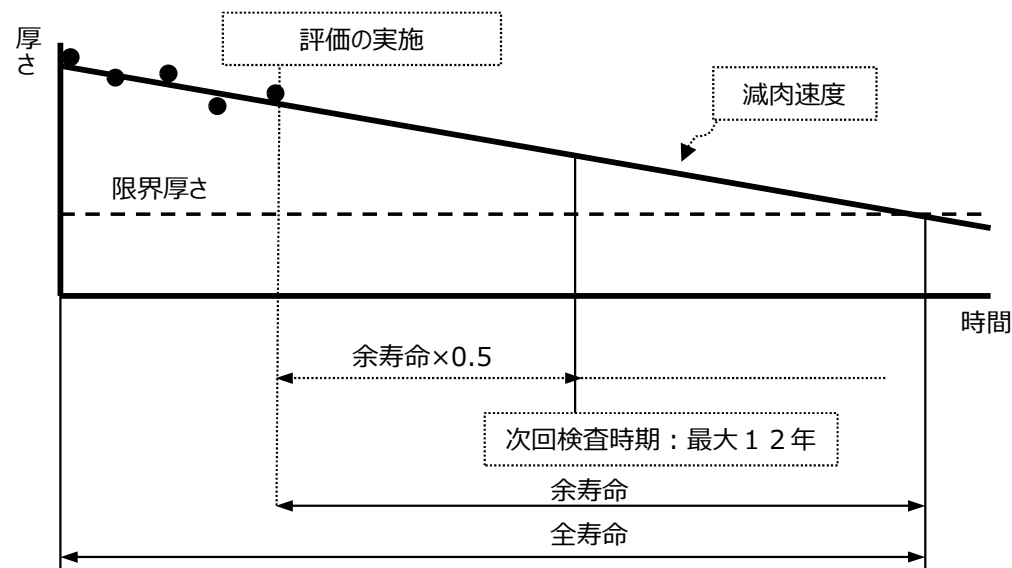 厚さ
評価の実施
減肉速度
限界厚さ
時間
余寿命×0.5
次回検査時期：最大１２年
余寿命
全寿命